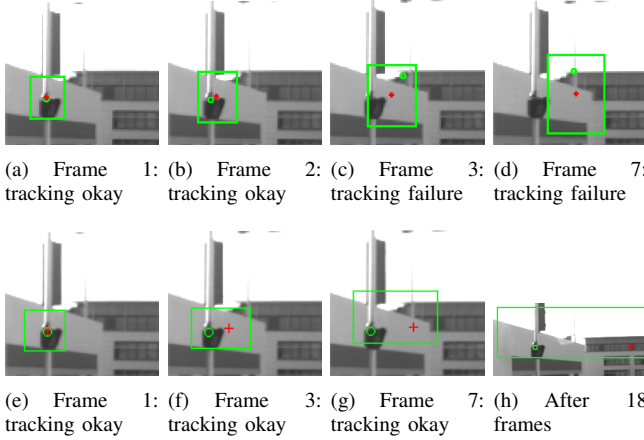 (a) Frame 1: tracking okay
(b) Frame 2: tracking okay
(c) Frame 3: tracking failure
(d) Frame 7: tracking failure
(e) Frame 1: tracking okay
(f) Frame 3: tracking okay
(g) Frame 7: tracking okay
(h) After 18 frames